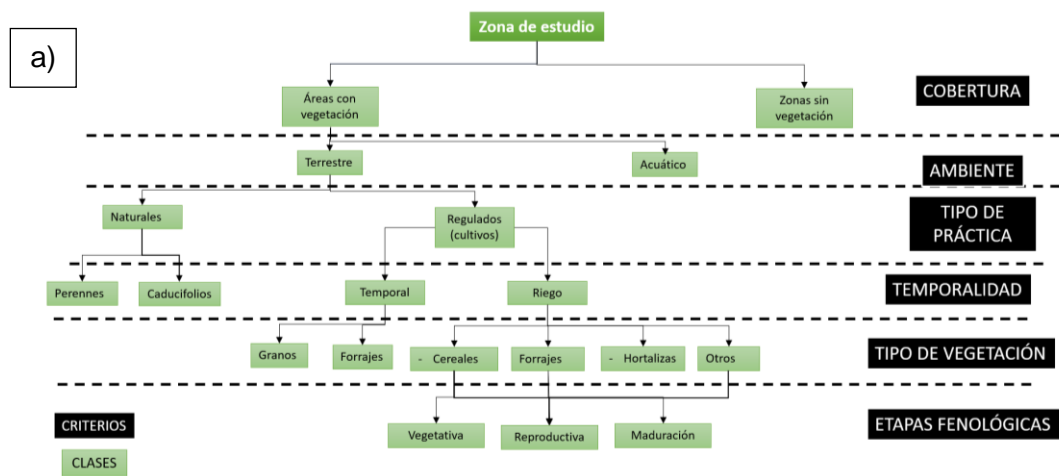 a)
Zona de estudio
Áreas con
vegetación
Zonas sin
vegetación
COBERTURA
Terrestre
Acuático
AMBIENTE
Naturales
Regulados
(cultivos)
TIPO DE
PRÁCTICA
Perennes
Caducifolios
Temporal
Riego
TEMPORALIDAD
Granos
Forrajes
- Cereales
Forrajes
- Hortalizas
Otros
TIPO DE VEGETACIÓN
Vegetativa
Reproductiva
Maduración
ETAPAS FENOLÓGICAS
CRITERIOS
CLASES